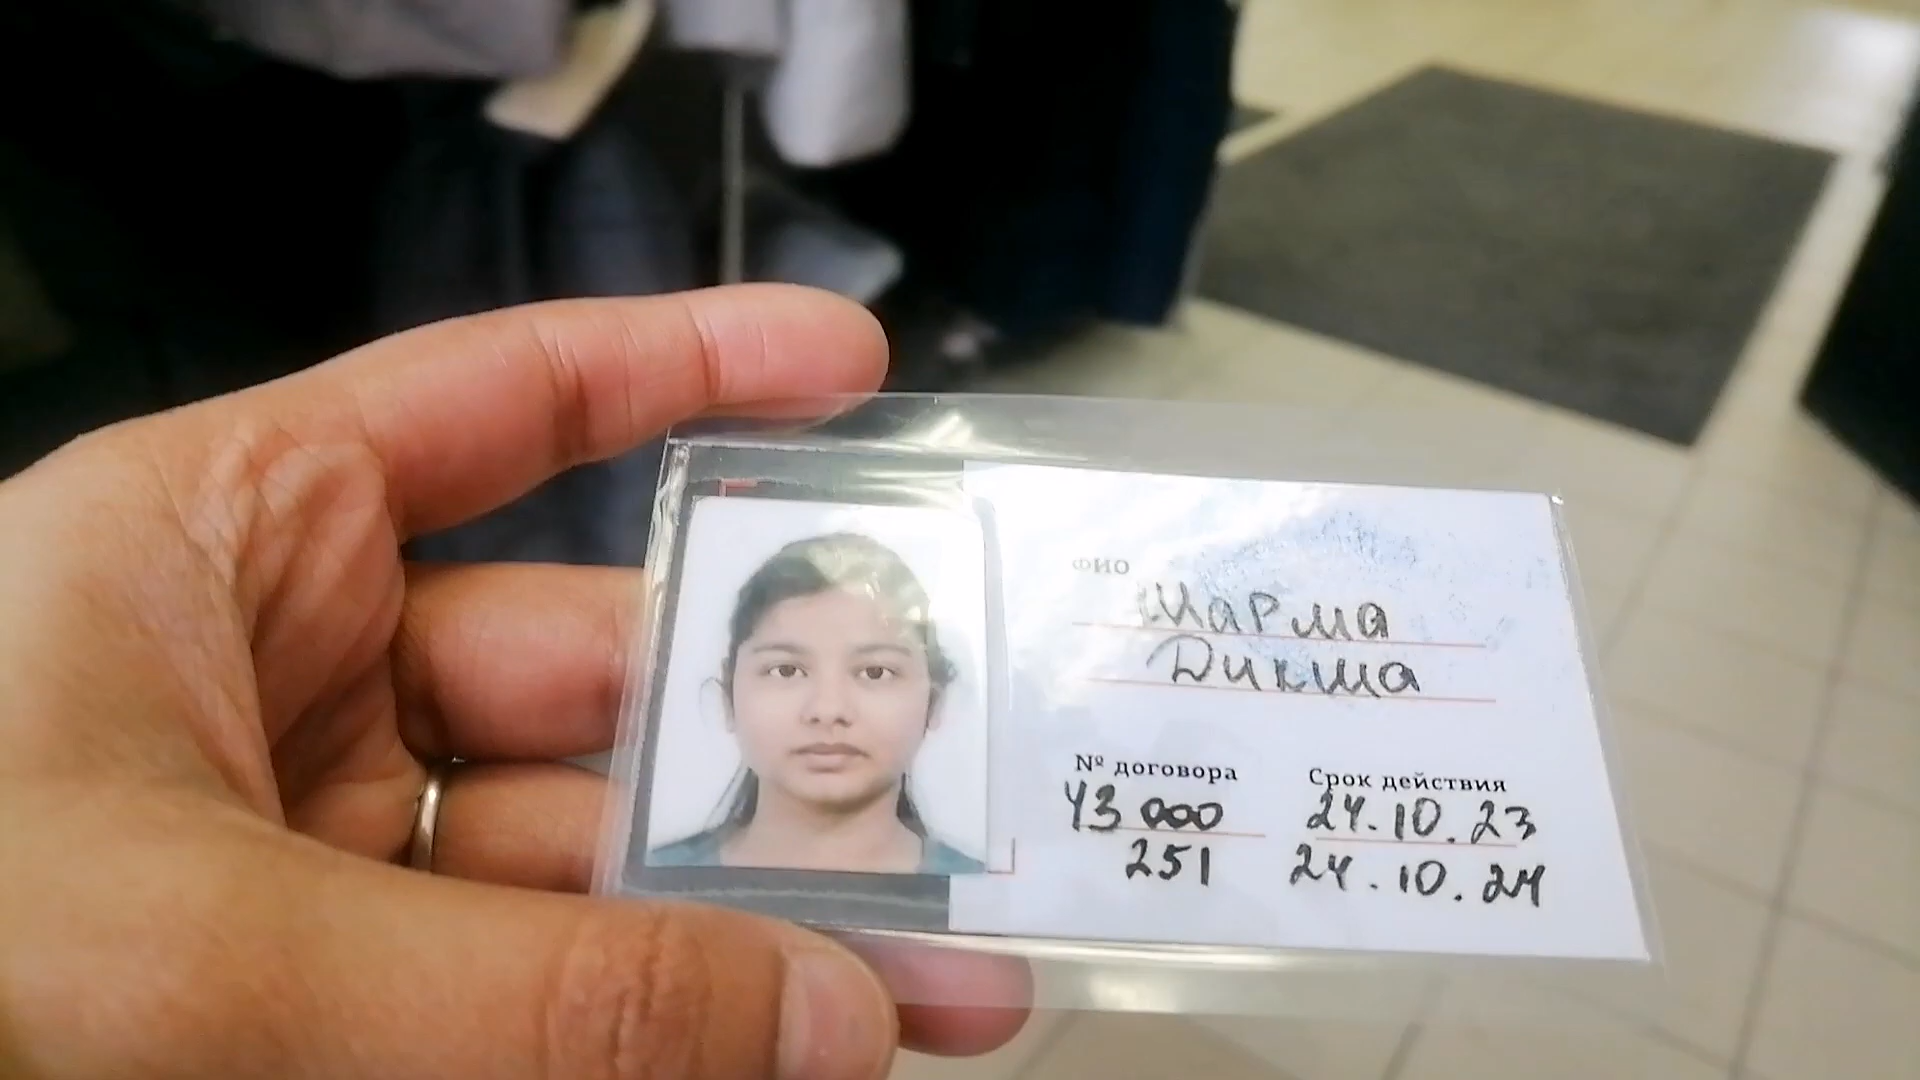 ФИО
Шарма
Дикша
№ договора
43 000
251
Срок действия
24.10.23
24.10.24